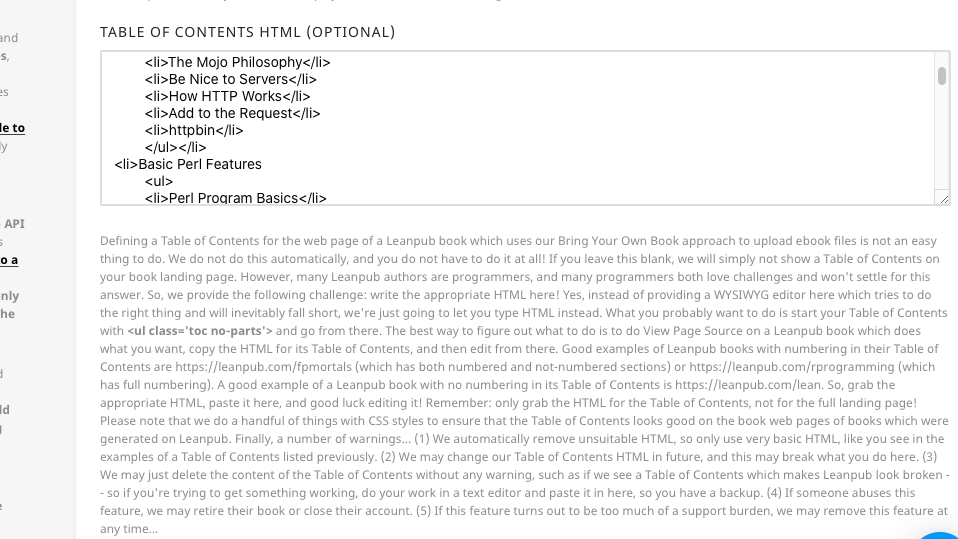 and
s,
es
le to
ly
API
s
o a
only
he
d
ld
g
e
TABLE OF CONTENTS HTML (OPTIONAL)
<li>The Mojo Philosophy</li>
<li>Be Nice to Servers</li>
<li>How HTTP Works</li>
<li>Add to the Request</li>
<li>httpbin</li>
</ul></li>
<li>Basic Perl Features
<ul>
<li>Perl Program Basics</li>
Defining a Table of Contents for the web page of a Leanpub book which uses our Bring Your Own Book approach to upload ebook files is not an easy
thing to do. We do not do this automatically, and you do not have to do it at all! If you leave this blank, we will simply not show a Table of Contents on
your book landing page. However, many Leanpub authors are programmers, and many programmers both love challenges and won't settle for this
answer. So, we provide the following challenge: write the appropriate HTML here! Yes, instead of providing a WYSIWYG editor here which tries to do
the right thing and will inevitably fall short, we're just going to let you type HTML instead. What you probably want to do is start your Table of Contents
with <ul class='toc no-parts'> and go from there. The best way to figure out what to do is to do View Page Source on a Leanpub book which does
what you want, copy the HTML for its Table of Contents, and then edit from there. Good examples of Leanpub books with numbering in their Table of
Contents are https://leanpub.com/fpmortals (which has both numbered and not-numbered sections) or https://leanpub.com/rprogramming (which
has full numbering). A good example of a Leanpub book with no numbering in its Table of Contents is https://leanpub.com/lean. So, grab the
appropriate HTML, paste it here, and good luck editing it! Remember: only grab the HTML for the Table of Contents, not for the full landing page!
Please note that we do a handful of things with CSS styles to ensure that the Table of Contents looks good on the book web pages of books which were
generated on Leanpub. Finally, a number of warnings... (1) We automatically remove unsuitable HTML, so only use very basic HTML, like you see in the
examples of a Table of Contents listed previously. (2) We may change our Table of Contents HTML in future, and this may break what you do here. (3)
We may just delete the content of the Table of Contents without any warning, such as if we see a Table of Contents which makes Leanpub look broken -
- so if you're trying to get something working, do your work in a text editor and paste it in here, so you have a backup. (4) If someone abuses this
feature, we may retire their book or close their account. (5) If this feature turns out to be too much of a support burden, we may remove this feature at
any time...